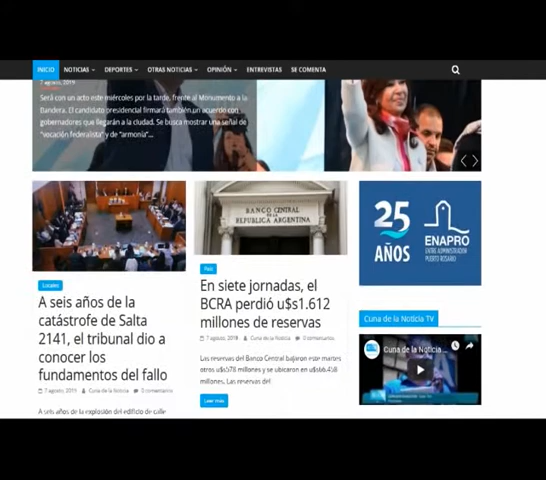 INICIO NOTICIAS DEPORTES OTRAS NOTICIAS OPINIÓN ENTREVISTAS SE COMENTA
7 agosto, 2019
Será con un acto este miércoles por la tarde, frente al Monumento a la
Bandera. El candidato presidencial firmará también un acuerdo con
gobernadores que llegarán a la ciudad. Se busca mostrar una señal de
"vocación federalista" y de "armonía"...
BANCO CENTRAL
DE LA
REPUBLICA ARGENTINA
25
AÑOS
ENAPRO
ENTE ADMINISTRADOR
PUERTO ROSARIO
Locales
A seis años de la
catástrofe de Salta
2141, el tribunal dio a
conocer los
fundamentos del fallo
7 agosto, 2019 Cuna de la Noticia 0 comentarios
A seis años de la explosión del edificio de calle
País
En siete jornadas, el
BCRA perdió u$s1.612
millones de reservas
7 agosto, 2019 Cuna de la Noticia 0 comentarios
Las reservas del Banco Central bajaron este martes
otros u$s578 millones y se ubicaron en u$s66.458
millones. Las reservas del
Leer más
Cuna de la Noticia TV
Cuna de la Noticia ...